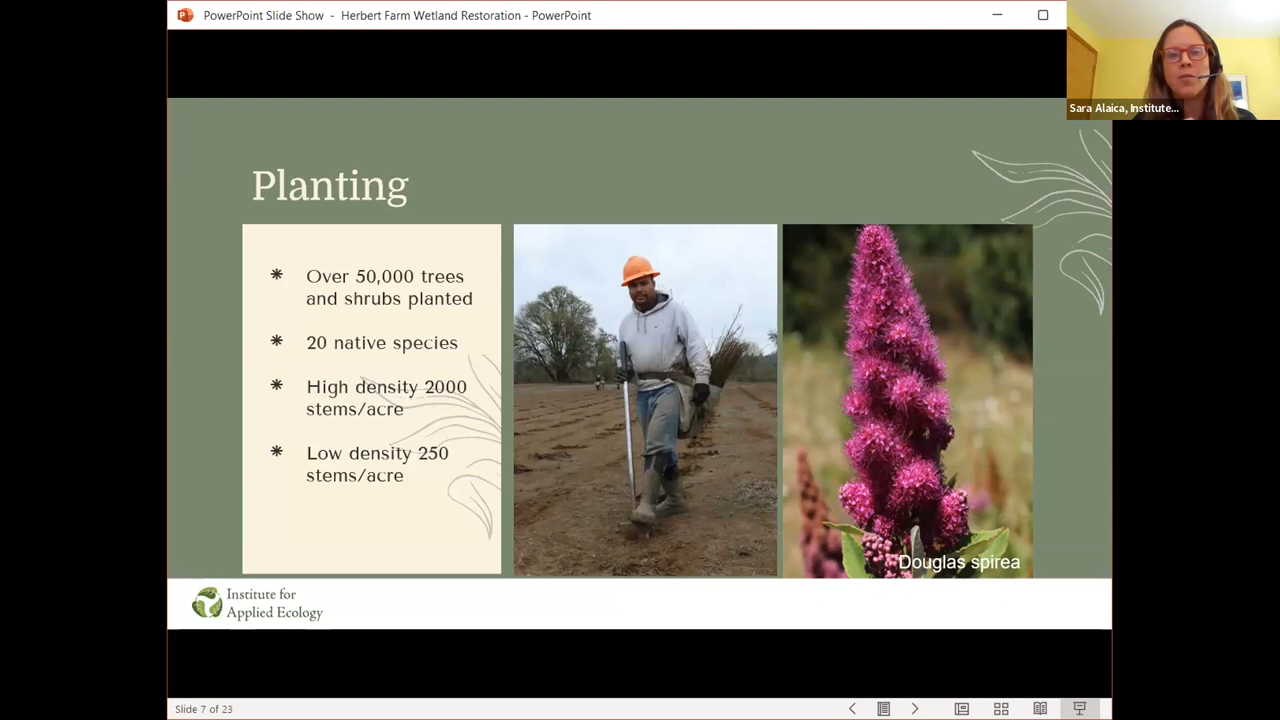 PowerPoint Slide Show - Herbert Farm Wetland Restoration - PowerPoint
Sara Alaica, Institute...
Planting
Over 50,000 trees
and shrubs planted
20 native species
High density 2000
stems/acre
Low density 250
stems/acre
Douglas spirea
Institute for
Applied Ecology
Slide 7 of 23